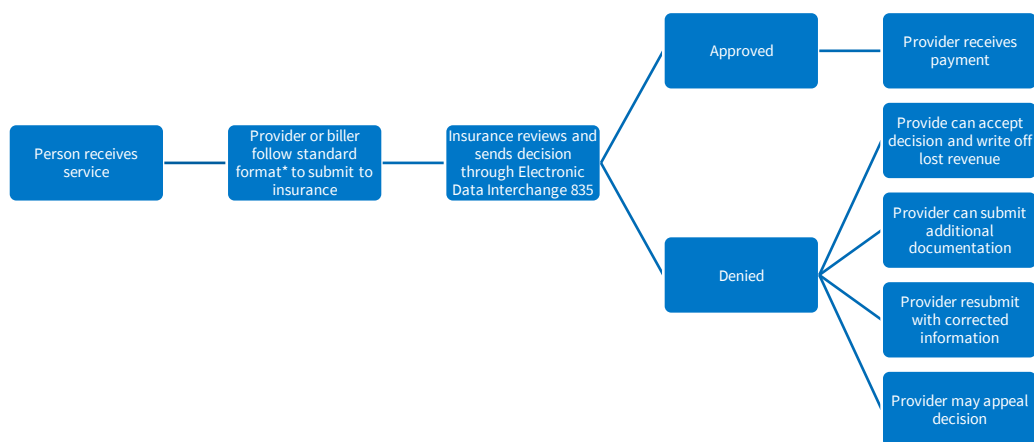 Person receives
service
Provider or biller
follow standard
format* to submit to
insurance
Insurance reviews and
sends decision
through Electronic
Data Interchange 835
Approved
Provider receives
payment
Denied
Provide can accept
decision and write off
lost revenue
Provider can submit
additional
documentation
Provider resubmit
with corrected
information
Provider may appeal
decision